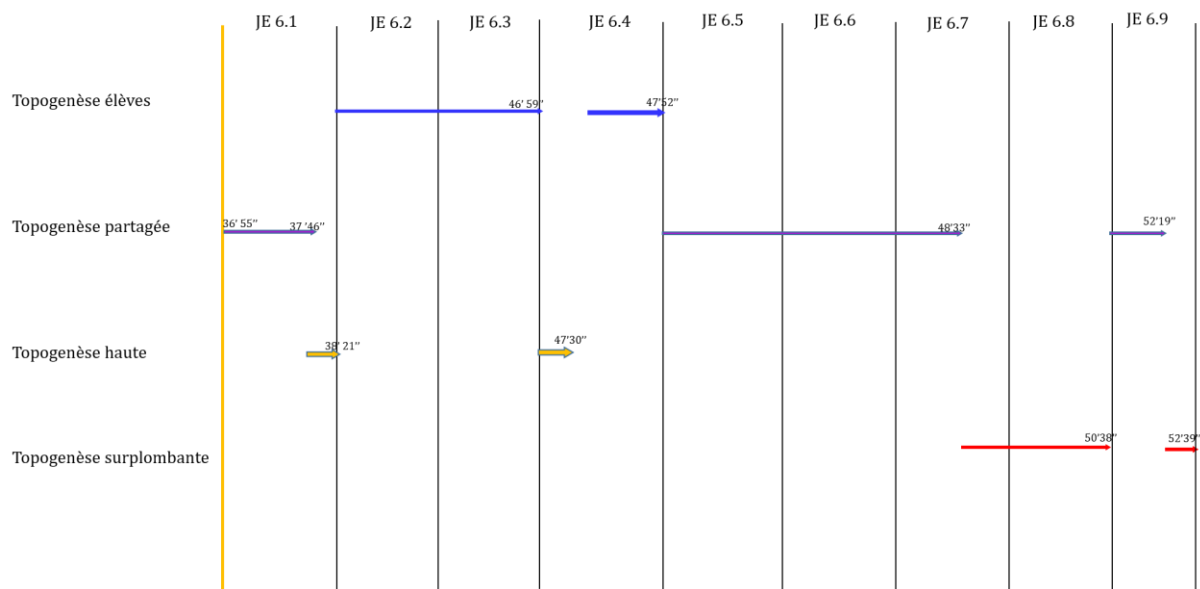 JE 6.1 JE 6.2 JE 6.3 JE 6.4 JE 6.5 JE 6.6 JE 6.7 JE 6.8 JE 6.9
Topogenèse élèves 46' 59" 47'52"
Topogenèse partagée 36' 55" 37 '46" 48'33" 52'19"
Topogenèse haute 38' 21" 47'30"
Topogenèse surplombante 50'38" 52'39"